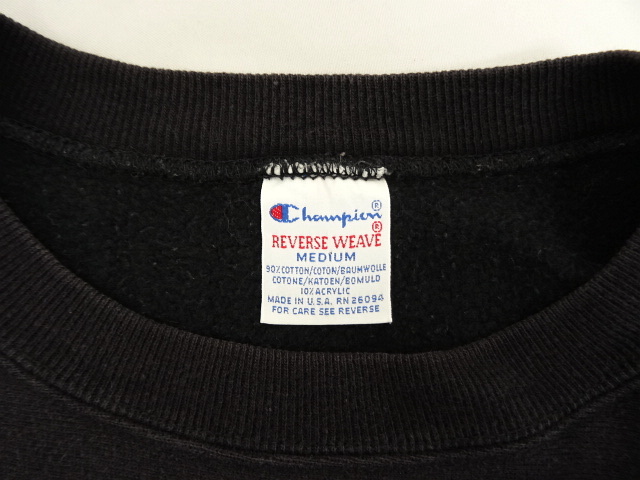 Champion®
REVERSE WEAVE®
MEDIUM
90% COTTON/COTON/BAUMWOLLE
COTONE/KATOEN/BOMULD
10% ACRYLIC
MADE IN U.S.A. RN 26094
FOR CARE SEE REVERSE